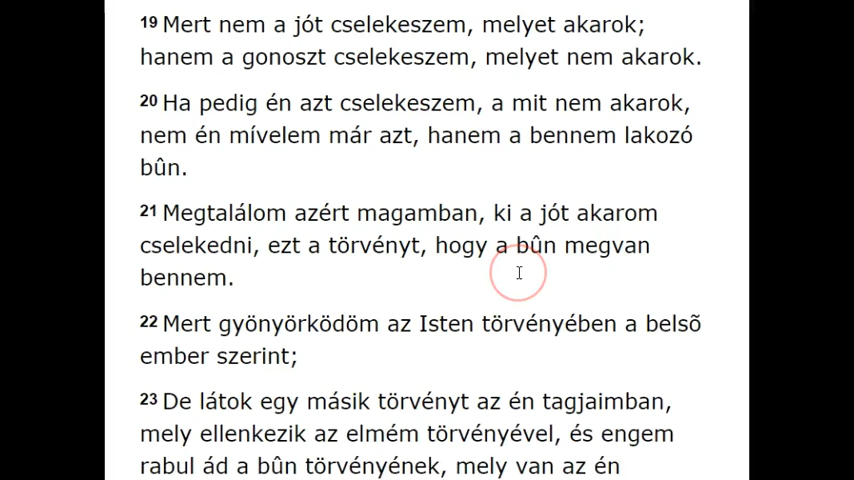 19 Mert nem a jót cselekeszem, melyet akarok;
hanem a gonoszt cselekeszem, melyet nem akarok.
20 Ha pedig én azt cselekeszem, a mit nem akarok,
nem én mívelem már azt, hanem a bennem lakozó
bûn.
21 Megtalálom azért magamban, ki a jót akarom
cselekedni, ezt a törvényt, hogy a bûn megvan
bennem.
22 Mert gyönyörködöm az Isten törvényében a belsõ
ember szerint;
23 De látok egy másik törvényt az én tagjaimban,
mely ellenkezik az elmém törvényével, és engem
rabul ád a bûn törvényének, mely van az én